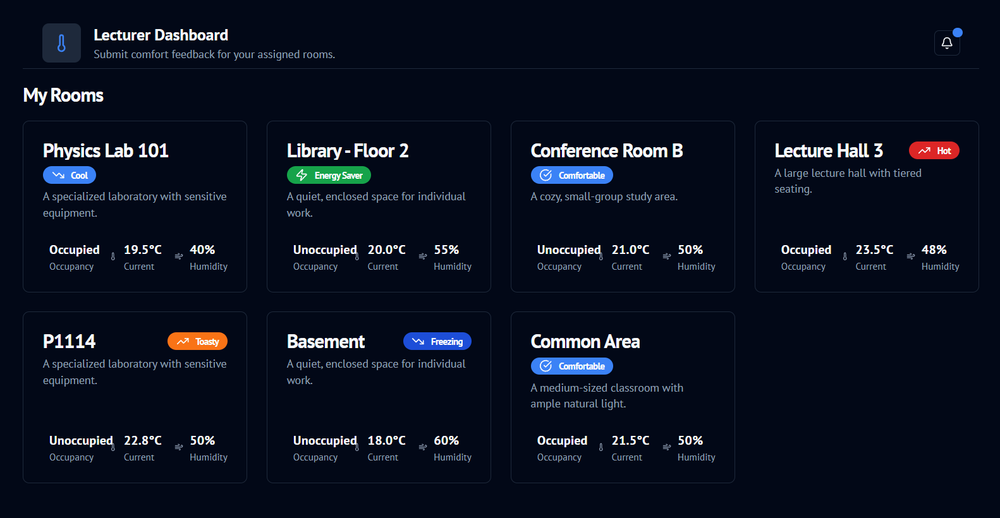 Lecturer Dashboard
Submit comfort feedback for your assigned rooms.
My Rooms
Physics Lab 101
Cool
A specialized laboratory with sensitive
equipment.
Occupied 19.5°C 40%
Occupancy Current Humidity
Library - Floor 2
Energy Saver
A quiet, enclosed space for individual
work.
Unoccupied 20.0°C 55%
Occupancy Current Humidity
Conference Room B
Comfortable
A cozy, small-group study area.
Unoccupied 21.0°C 50%
Occupancy Current Humidity
Lecture Hall 3 Hot
A large lecture hall with tiered
seating.
Occupied 23.5°C 48%
Occupancy Current Humidity
P1114 Toasty
A specialized laboratory with sensitive
equipment.
Unoccupied 22.8°C 50%
Occupancy Current Humidity
Basement Freezing
A quiet, enclosed space for individual
work.
Unoccupied 18.0°C 60%
Occupancy Current Humidity
Common Area
Comfortable
A medium-sized classroom with
ample natural light.
Occupied 21.5°C 50%
Occupancy Current Humidity